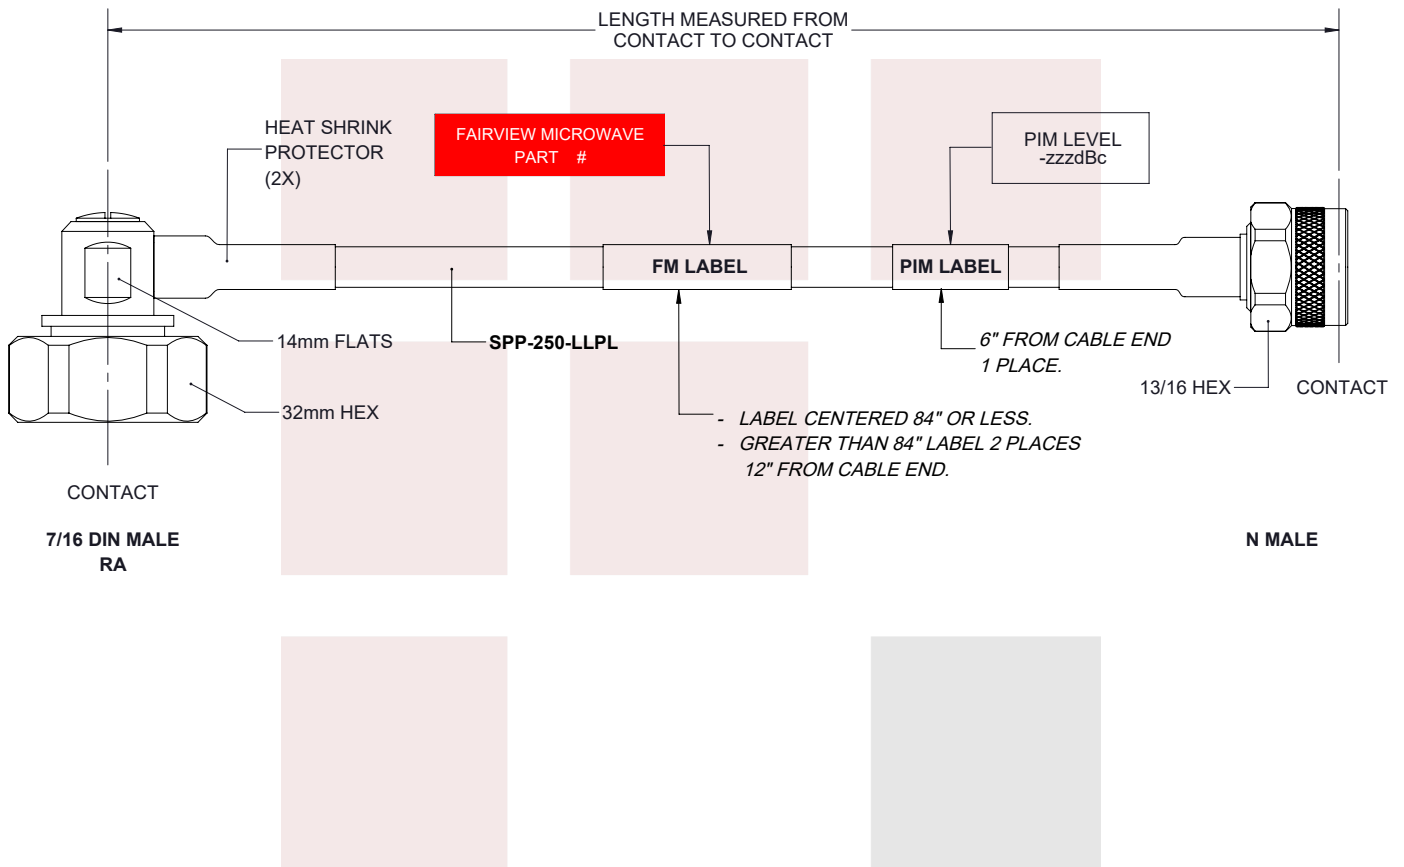 LENGTH MEASURED FROM
CONTACT TO CONTACT
HEAT SHRINK
PROTECTOR
(2X)
FAIRVIEW MICROWAVE
PART #
PIM LEVEL
-zzzdBc
FM LABEL
PIM LABEL
14mm FLATS
SPP-250-LLPL
6" FROM CABLE END
1 PLACE.
13/16 HEX
CONTACT
32mm HEX
- LABEL CENTERED 84" OR LESS.
- GREATER THAN 84" LABEL 2 PLACES
12" FROM CABLE END.
CONTACT
7/16 DIN MALE
RA
N MALE